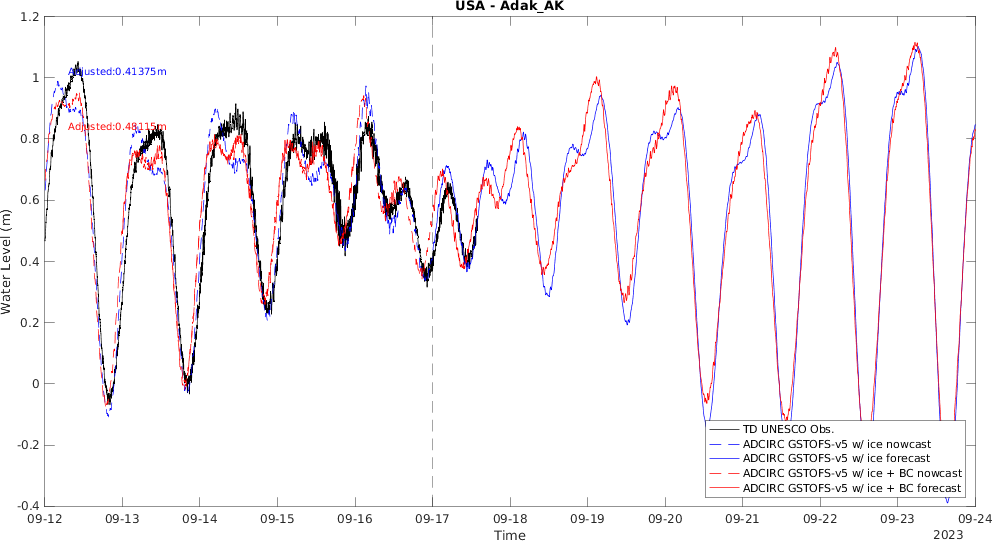 USA - Adak_AK
1.2
1
0.8
0.6
0.4
0.2
0
-0.2
-0.4
Water Level (m)
Adjusted:0.41375m
Adjusted:0.48115m
TD UNESCO Obs.
ADCIRC GSTOFS-v5 w/ ice nowcast
ADCIRC GSTOFS-v5 w/ ice forecast
ADCIRC GSTOFS-v5 w/ ice + BC nowcast
ADCIRC GSTOFS-v5 w/ ice + BC forecast
09-12 09-13 09-14 09-15 09-16 09-17 09-18 09-19 09-20 09-21 09-22 09-23 09-24
Time
2023